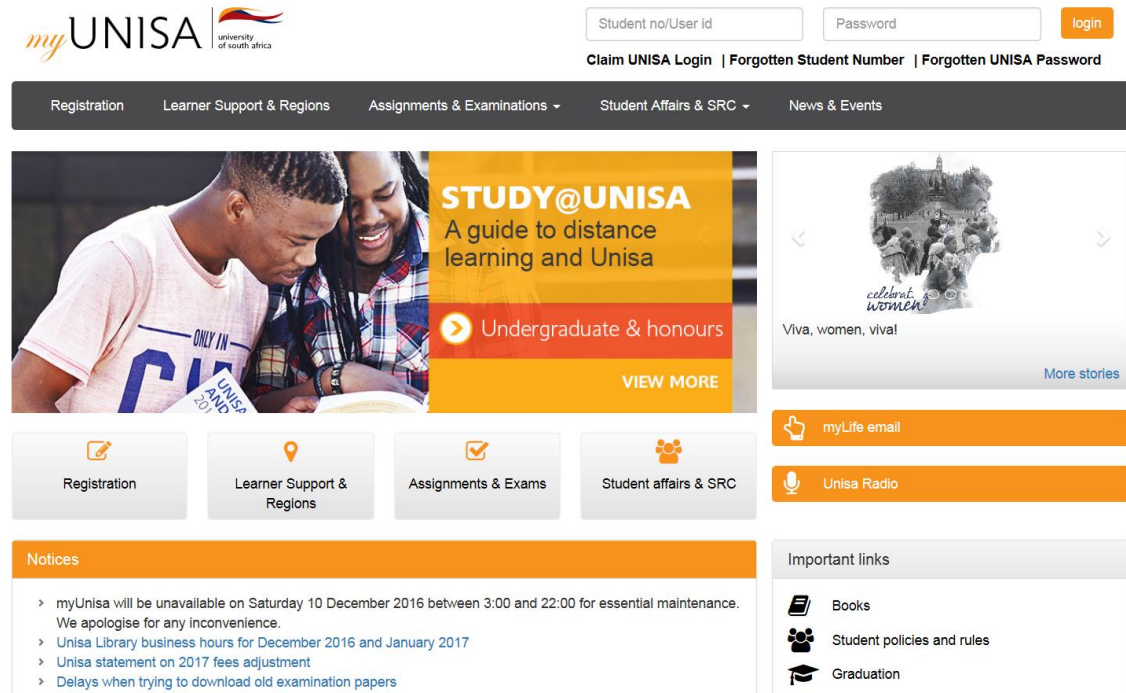 myUNISA
university
of south africa
Student no/User id
Password
login
Claim UNISA Login | Forgotten Student Number | Forgotten UNISA Password
Registration
Learner Support & Regions
Assignments & Examinations
Student Affairs & SRC
News & Events
STUDY@UNISA
A guide to distance
learning and Unisa
Undergraduate & honours
VIEW MORE
ONLY IN
UNISA
AND
201
celebrat
women
Viva, women, viva!
More stories
myLife email
Unisa Radio
Registration
Learner Support &
Regions
Assignments & Exams
Student affairs & SRC
Notices
myUnisa will be unavailable on Saturday 10 December 2016 between 3:00 and 22:00 for essential maintenance.
We apologise for any inconvenience.
Unisa Library business hours for December 2016 and January 2017
Unisa statement on 2017 fees adjustment
Delays when trying to download old examination papers
Important links
Books
Student policies and rules
Graduation